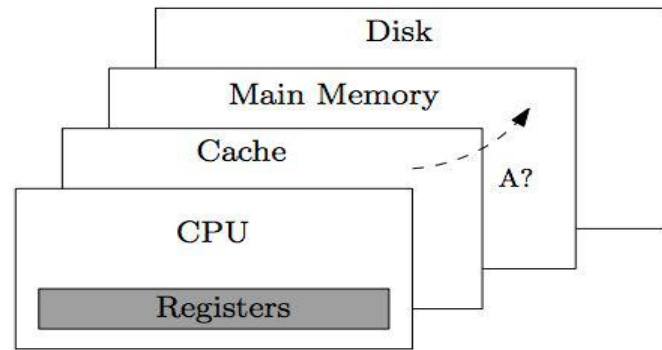 Disk
Main Memory
Cache
A?
CPU
Registers